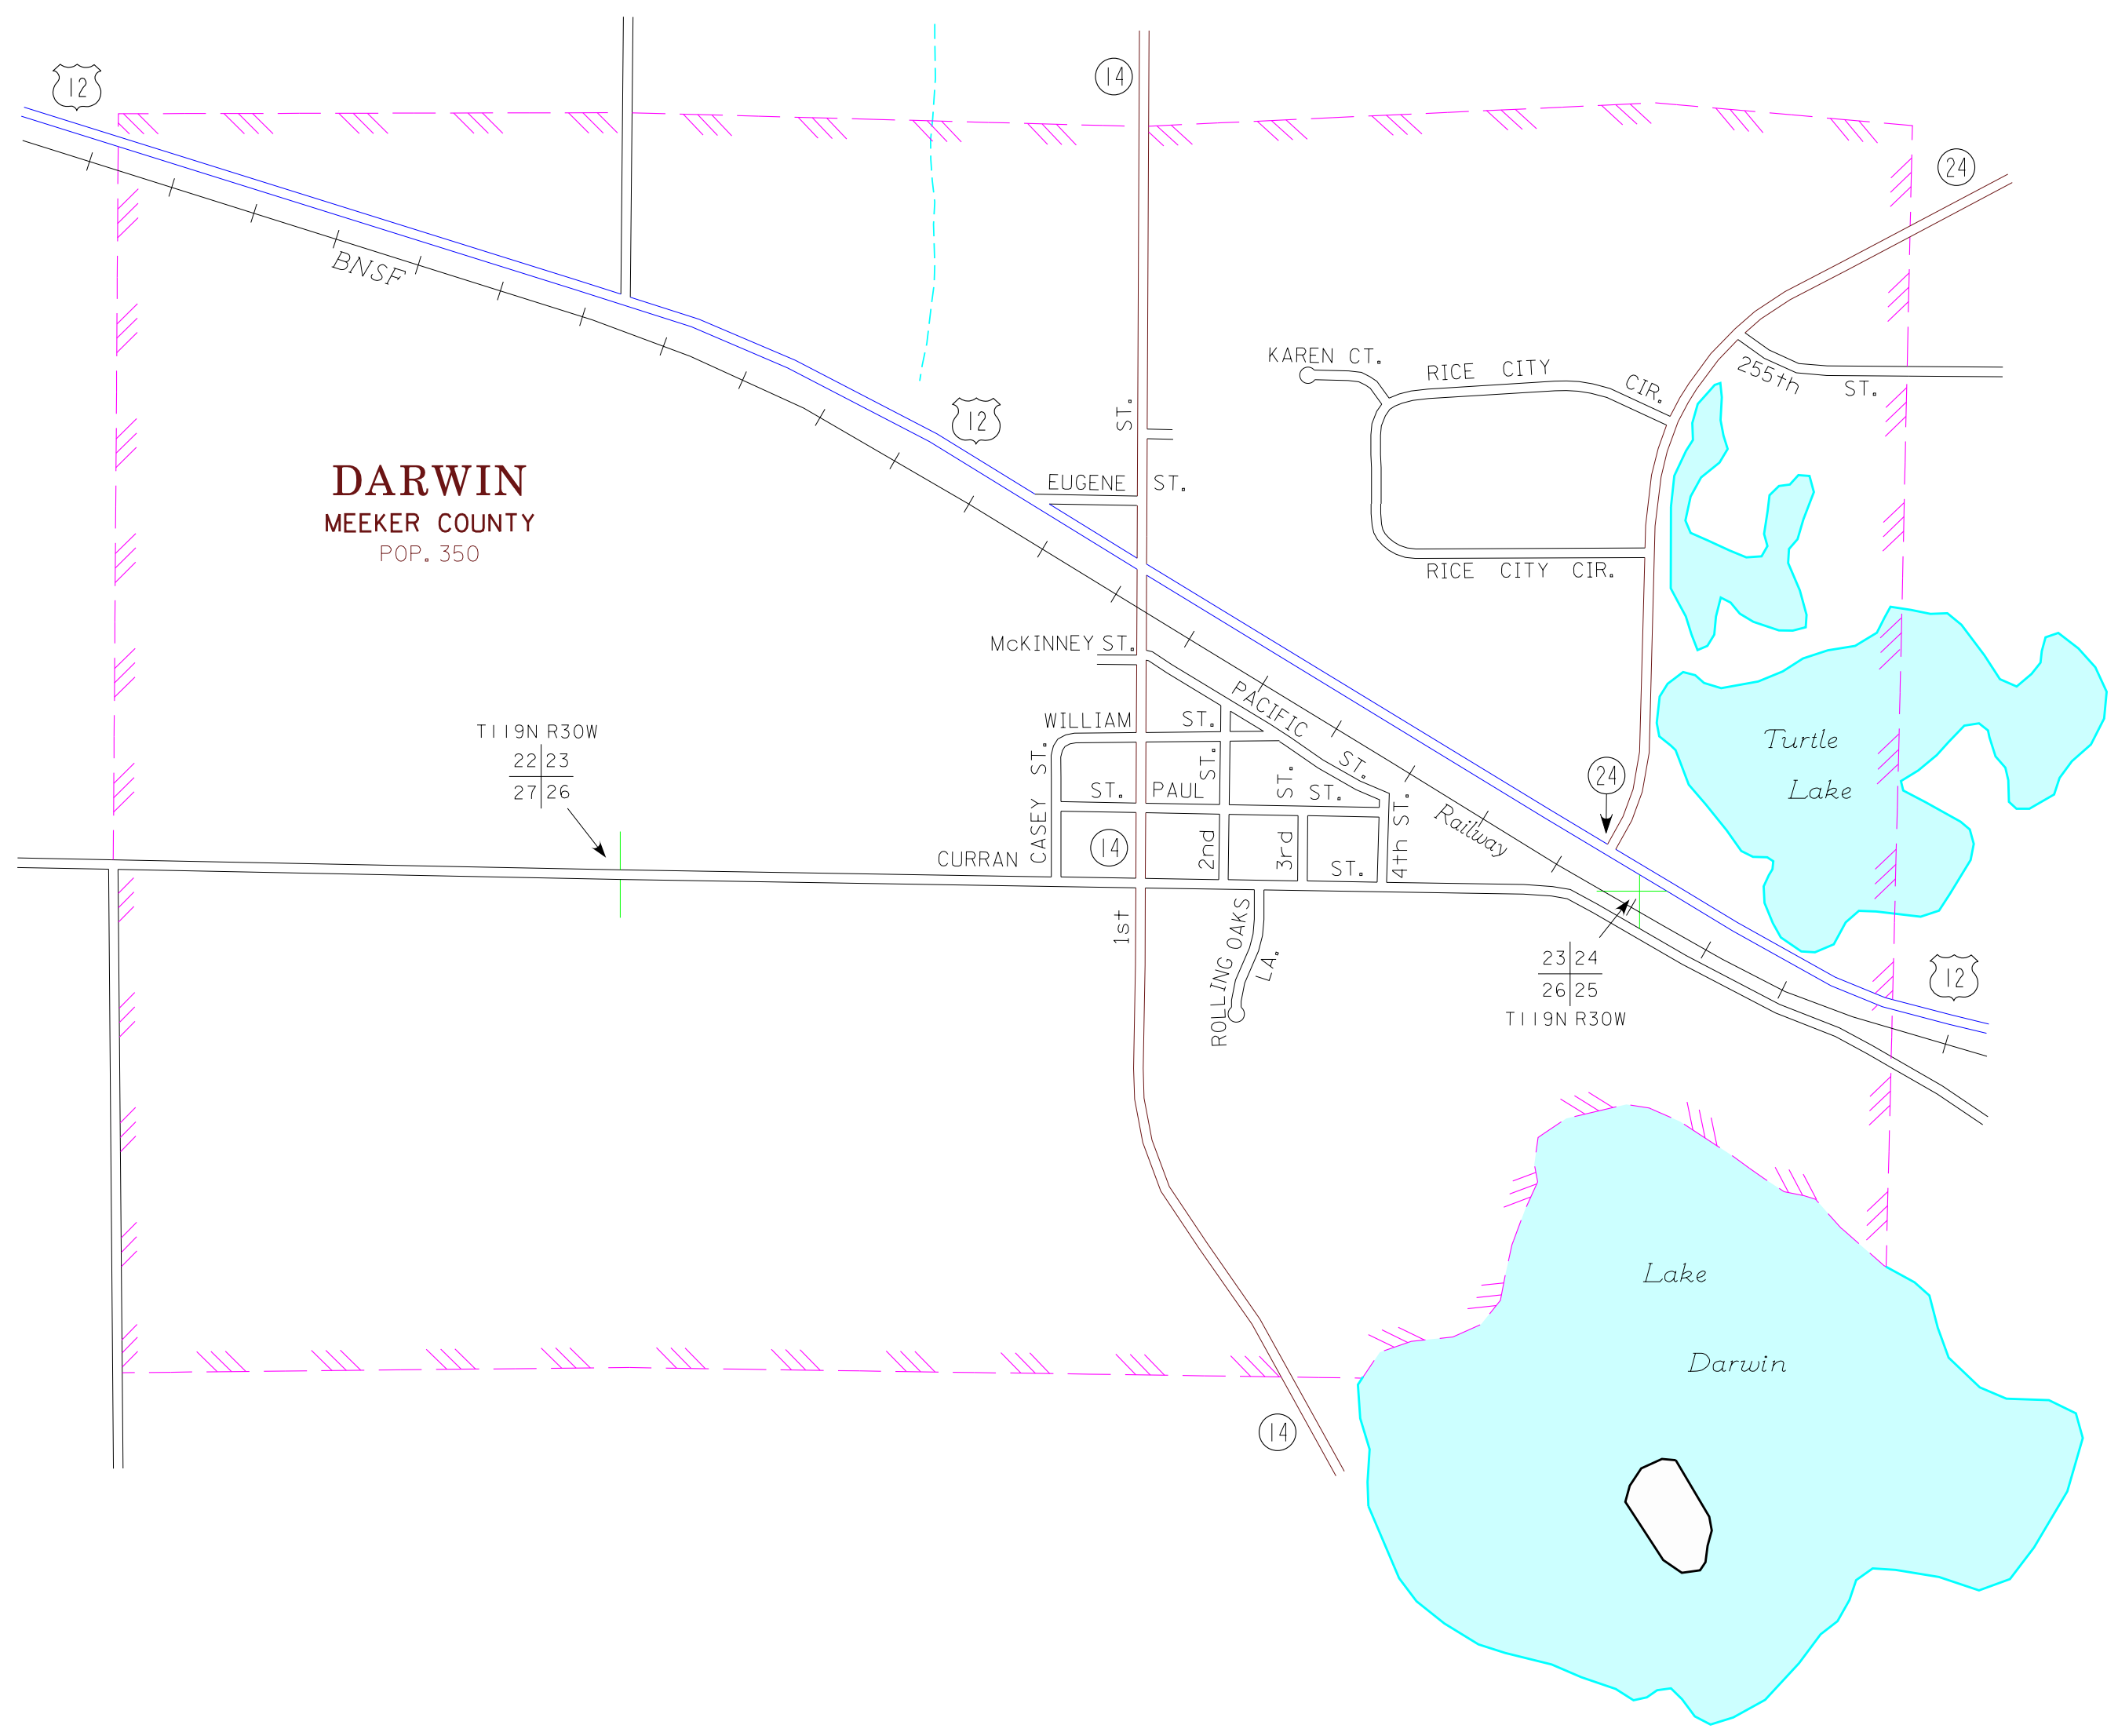 12
14
24
BNSF
KAREN CT.
RICE CITY CIR.
255th ST.
ST.
12
DARWIN
MEEKER COUNTY
POP. 350
EUGENE ST.
RICE CITY CIR.
McKINNEY ST.
PACIFIC ST.
WILLIAM ST.
T119N R30W
22 23
27 26
Turtle
Lake
24
CASEY ST.
ST. PAUL ST.
2nd ST.
3rd ST.
4th ST.
Railway
14
CURRAN ST.
1st
ROLLING OAKS LA.
23 24
26 25
T119N R30W
12
Lake
Darwin
14